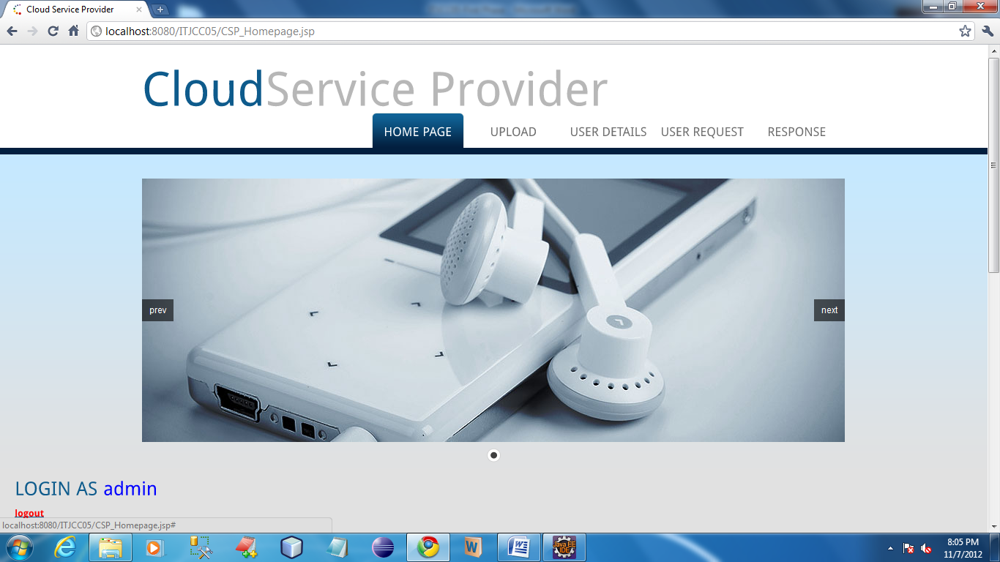 Cloud Service Provider
localhost:8080/ITJCC05/CSP_Homepage.jsp
CloudService Provider
HOME PAGE UPLOAD USER DETAILS USER REQUEST RESPONSE
prev next
LOGIN AS admin
logout
localhost:8080/ITJCC05/CSP_Homepage.jsp#
W W Java EE IDE
8:05 PM
11/7/2012